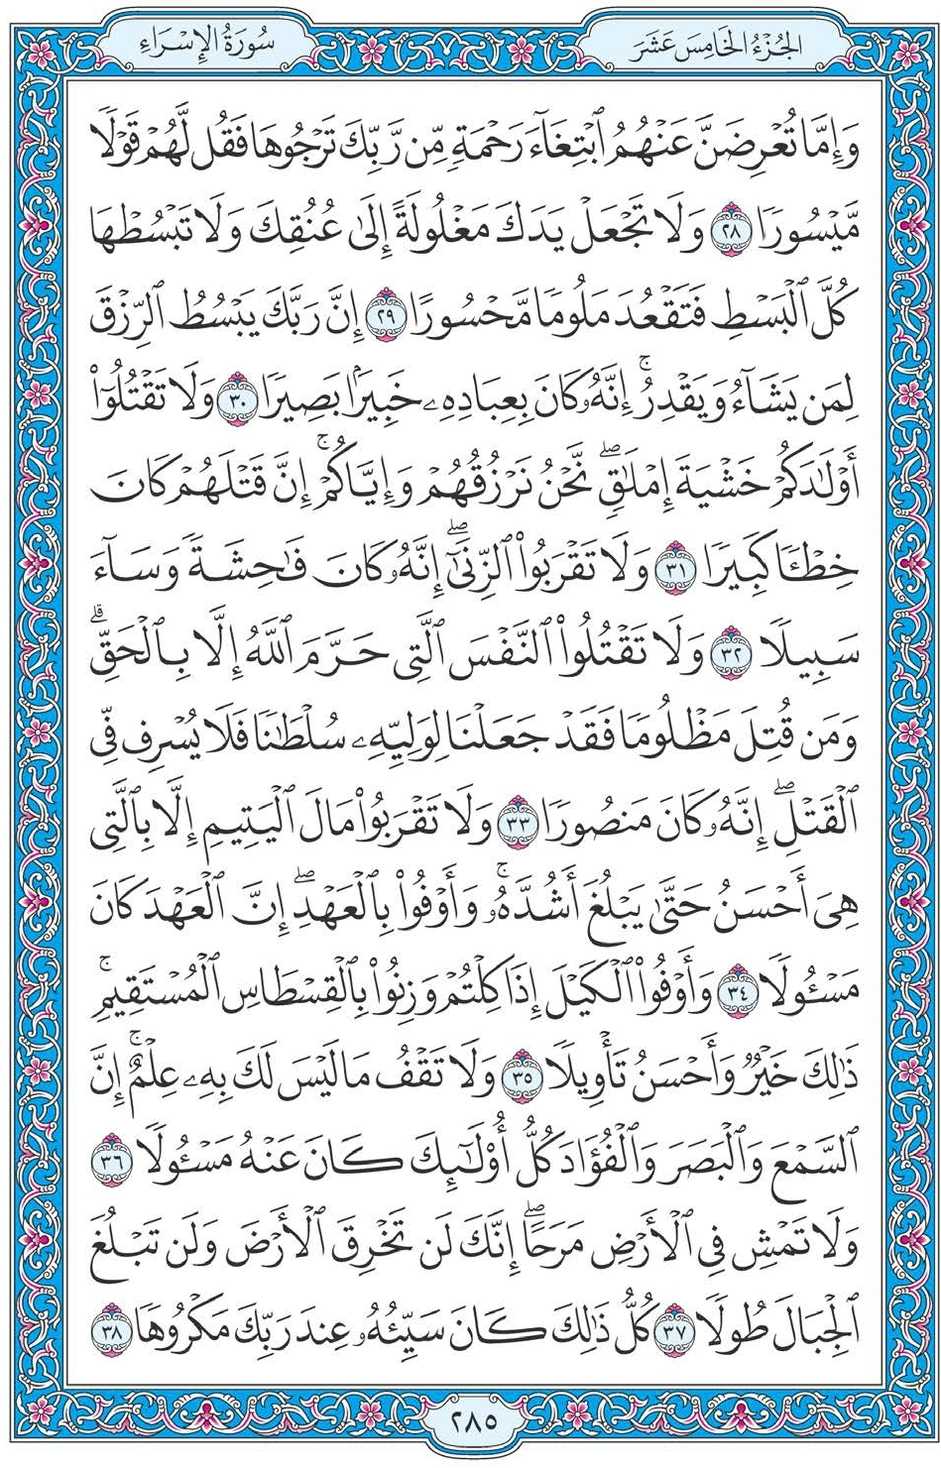 الجُزْءُ الخَامِسَ عَشَرَ
سُورَةُ الإِسْرَاءِ
وَإِمَّا تُعْرِضَنَّ عَنْهُمُ ٱبْتِغَآءَ رَحْمَةٍ مِّن رَّبِّكَ تَرْجُوهَا فَقُل لَّهُمْ قَوْلًا
مَّيْسُورًا ٢٨ وَلَا تَجْعَلْ يَدَكَ مَغْلُولَةً إِلَىٰ عُنُقِكَ وَلَا تَبْسُطْهَا
كُلَّ ٱلْبَسْطِ فَتَقْعُدَ مَلُومًا مَّحْسُورًا ٢٩ إِنَّ رَبَّكَ يَبْسُطُ ٱلرِّزْقَ
لِمَن يَشَآءُ وَيَقْدِرُۚ إِنَّهُۥ كَانَ بِعِبَادِهِۦ خَبِيرًۢا بَصِيرًا ٣٠ وَلَا تَقْتُلُوٓا۟
أَوْلَٰدَكُمْ خَشْيَةَ إِمْلَٰقٍۖ نَّحْنُ نَرْزُقُهُمْ وَإِيَّاكُمْۚ إِنَّ قَتْلَهُمْ كَانَ
خِطْـًٔا كَبِيرًا ٣١ وَلَا تَقْرَبُوا۟ ٱلزِّنَىٰٓۖ إِنَّهُۥ كَانَ فَٰحِشَةً وَسَآءَ
سَبِيلًا ٣٢ وَلَا تَقْتُلُوا۟ ٱلنَّفْسَ ٱلَّتِى حَرَّمَ ٱللَّهُ إِلَّا بِٱلْحَقِّۗ
وَمَن قُتِلَ مَظْلُومًا فَقَدْ جَعَلْنَا لِوَلِيِّهِۦ سُلْطَٰنًا فَلَا يُسْرِف فِّى
ٱلْقَتْلِۖ إِنَّهُۥ كَانَ مَنصُورًا ٣٣ وَلَا تَقْرَبُوا۟ مَالَ ٱلْيَتِيمِ إِلَّا بِٱلَّتِى
هِىَ أَحْسَنُ حَتَّىٰ يَبْلُغَ أَشُدَّهُۥۚ وَأَوْفُوا۟ بِٱلْعَهْدِۖ إِنَّ ٱلْعَهْدَ كَانَ
مَسْـُٔولًا ٣٤ وَأَوْفُوا۟ ٱلْكَيْلَ إِذَا كِلْتُمْ وَزِنُوا۟ بِٱلْقِسْطَاسِ ٱلْمُسْتَقِيمِۚ
ذَٰلِكَ خَيْرٌ وَأَحْسَنُ تَأْوِيلًا ٣٥ وَلَا تَقْفُ مَا لَيْسَ لَكَ بِهِۦ عِلْمٌۚ إِنَّ
ٱلسَّمْعَ وَٱلْبَصَرَ وَٱلْفُؤَادَ كُلُّ أُو۟لَٰٓئِكَ كَانَ عَنْهُ مَسْـُٔولًا ٣٦
وَلَا تَمْشِ فِى ٱلْأَرْضِ مَرَحًاۖ إِنَّكَ لَن تَخْرِقَ ٱلْأَرْضَ وَلَن تَبْلُغَ
ٱلْجِبَالَ طُولًا ٣٧ كُلُّ ذَٰلِكَ كَانَ سَيِّئُهُۥ عِندَ رَبِّكَ مَكْرُوهًا ٣٨
٢٨٥